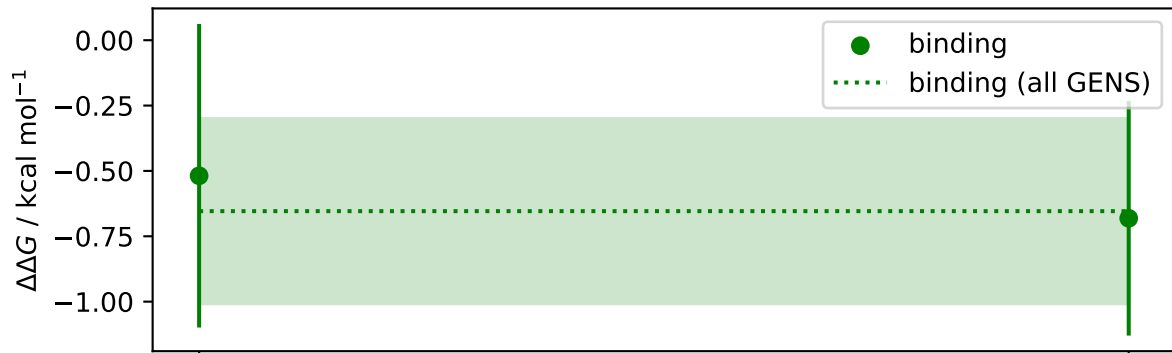 ΔΔG / kcal mol⁻¹
0.00
−0.25
−0.50
−0.75
−1.00
binding
binding (all GENS)